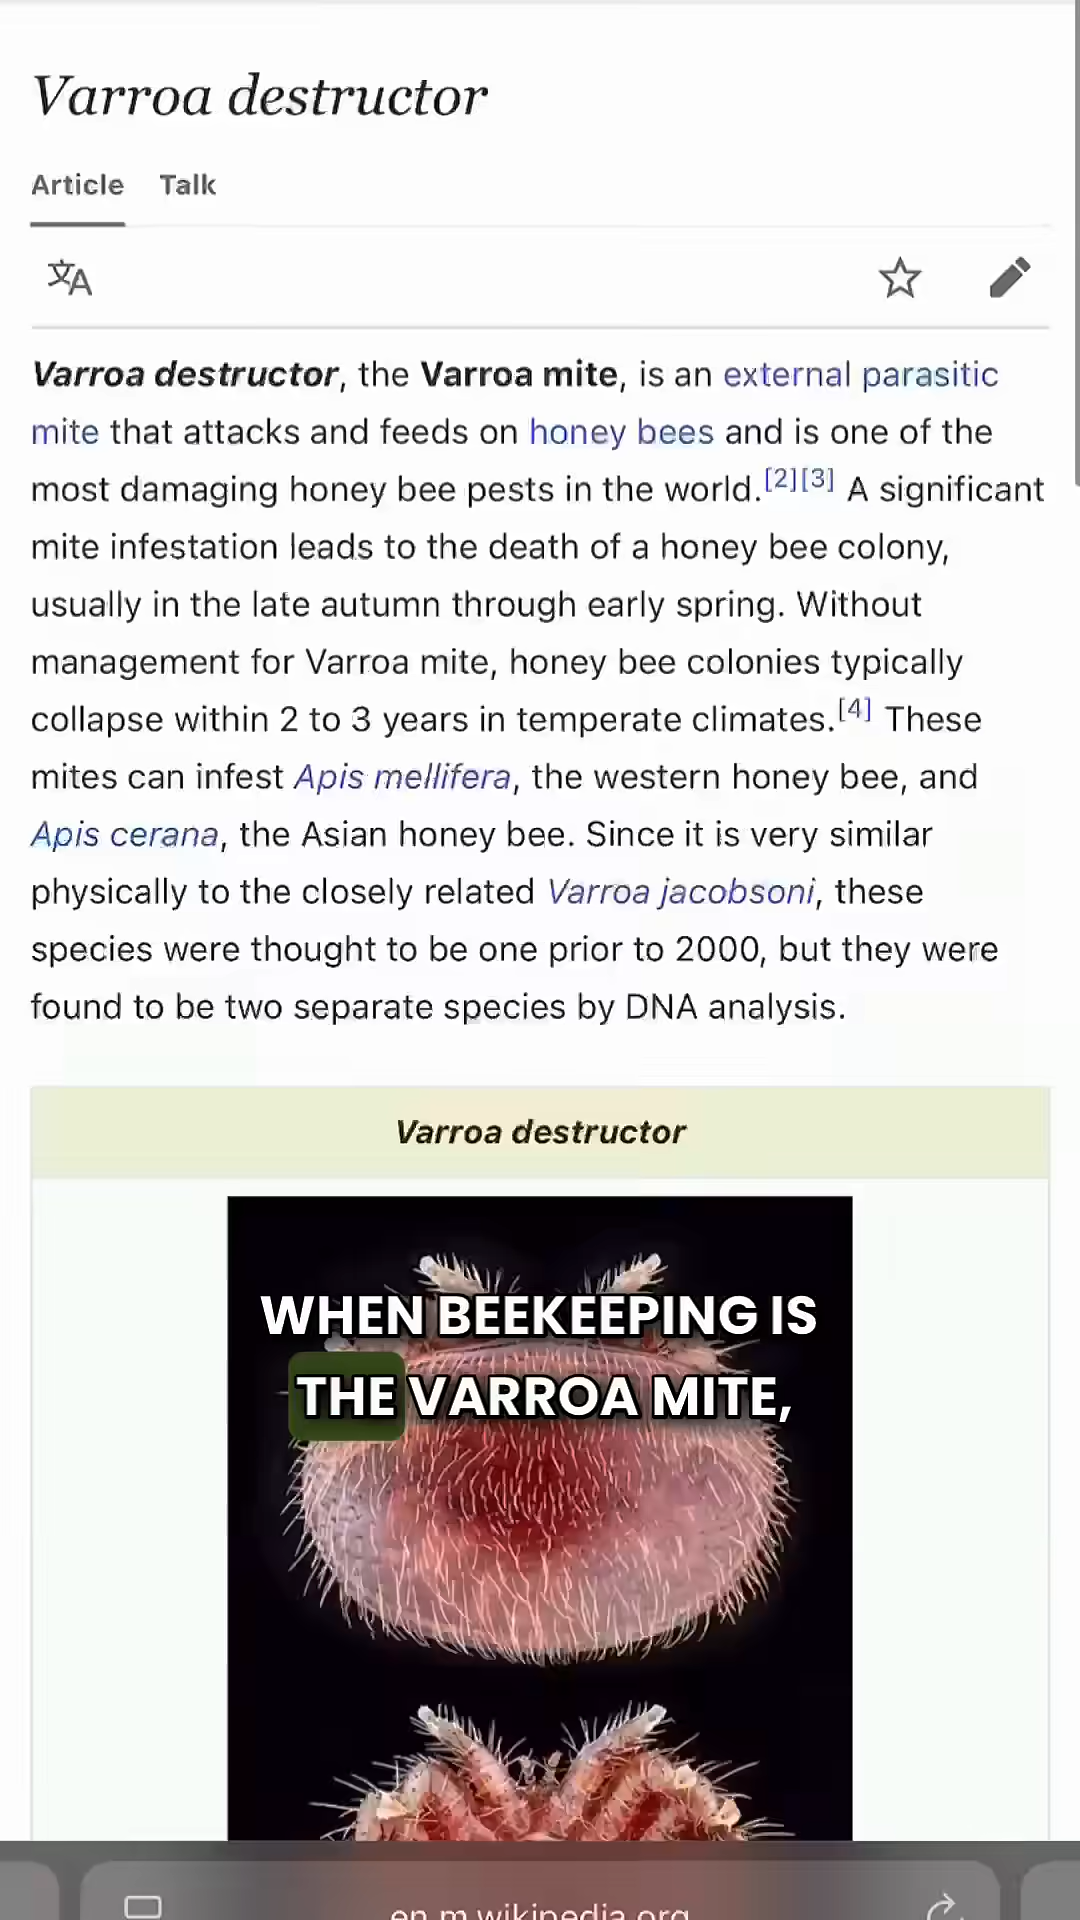 Varroa destructor
Article Talk
Varroa destructor, the Varroa mite, is an external parasitic
mite that attacks and feeds on honey bees and is one of the
most damaging honey bee pests in the world.[2][3] A significant
mite infestation leads to the death of a honey bee colony,
usually in the late autumn through early spring. Without
management for Varroa mite, honey bee colonies typically
collapse within 2 to 3 years in temperate climates.[4] These
mites can infest Apis mellifera, the western honey bee, and
Apis cerana, the Asian honey bee. Since it is very similar
physically to the closely related Varroa jacobsoni, these
species were thought to be one prior to 2000, but they were
found to be two separate species by DNA analysis.
Varroa destructor
WHEN BEEKEEPING IS
THE VARROA MITE,
en.m.wikipedia.org